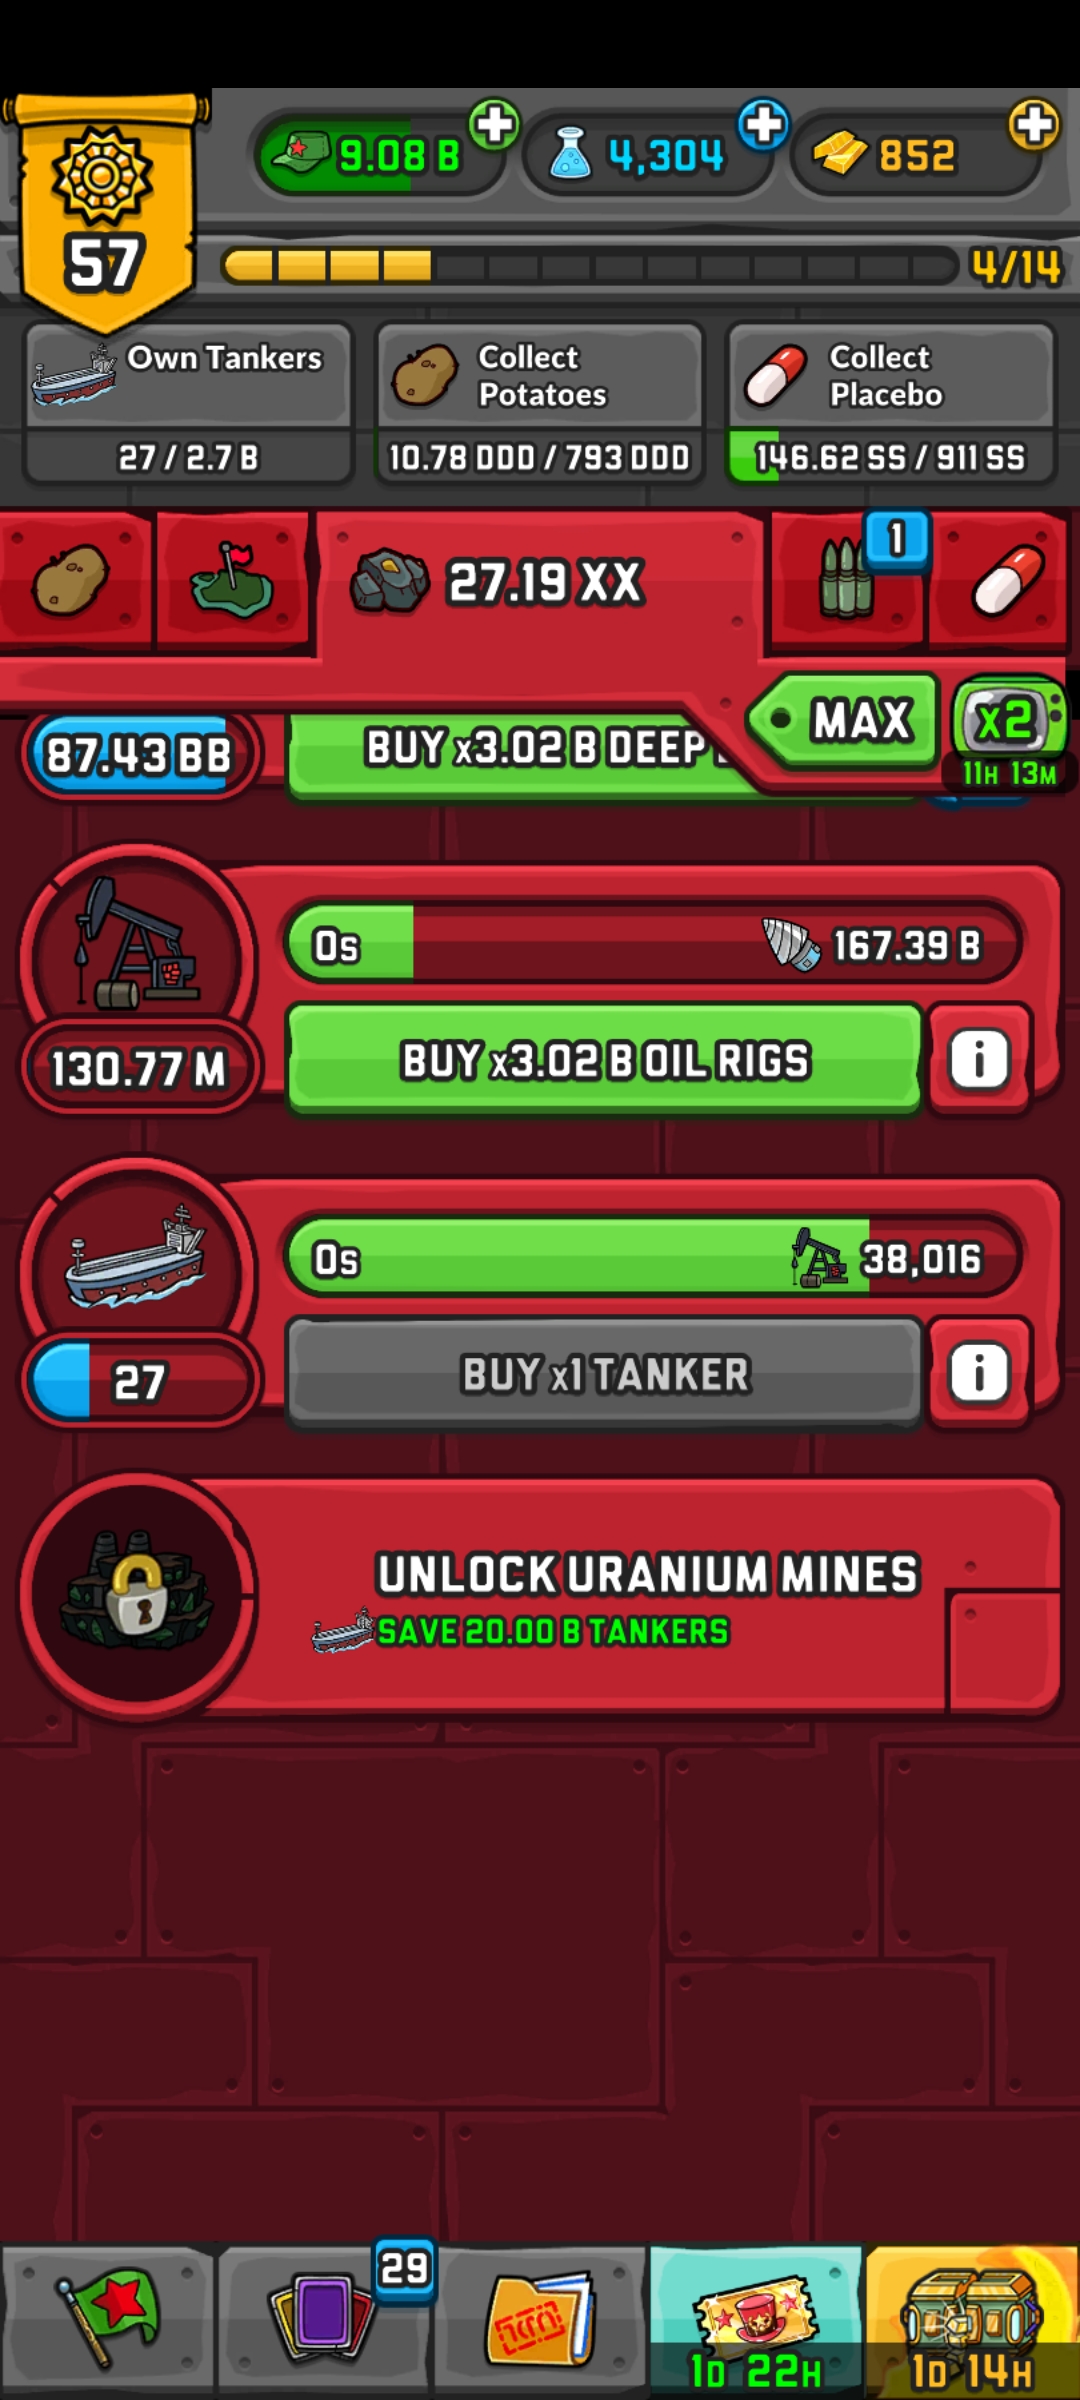 9.08 B
4,304
852
57
4/14
Own Tankers
27 / 2.7 B
Collect
Potatoes
10.78 DDD / 793 DDD
Collect
Placebo
146.62 SS / 911 SS
27.19 XX
1
MAX
x2
11H 13M
87.43 BB
BUY x3.02 B DEEP
0s
167.39 B
130.77 M
BUY x3.02 B OIL RIGS
i
0s
38,016
27
BUY x1 TANKER
i
UNLOCK URANIUM MINES
SAVE 20.00 B TANKERS
29
1D 22H
1D 14H